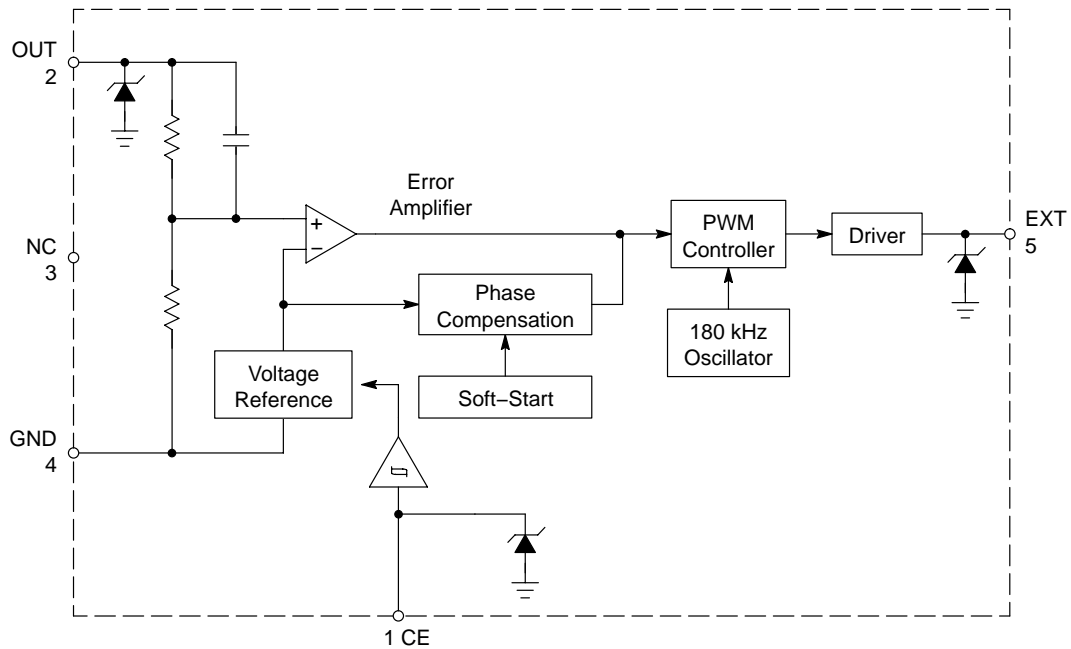 OUT
2
Error
Amplifier
+
−
NC
3
PWM
Controller
Driver
EXT
5
Phase
Compensation
180 kHz
Oscillator
Voltage
Reference
Soft−Start
GND
4
1 CE